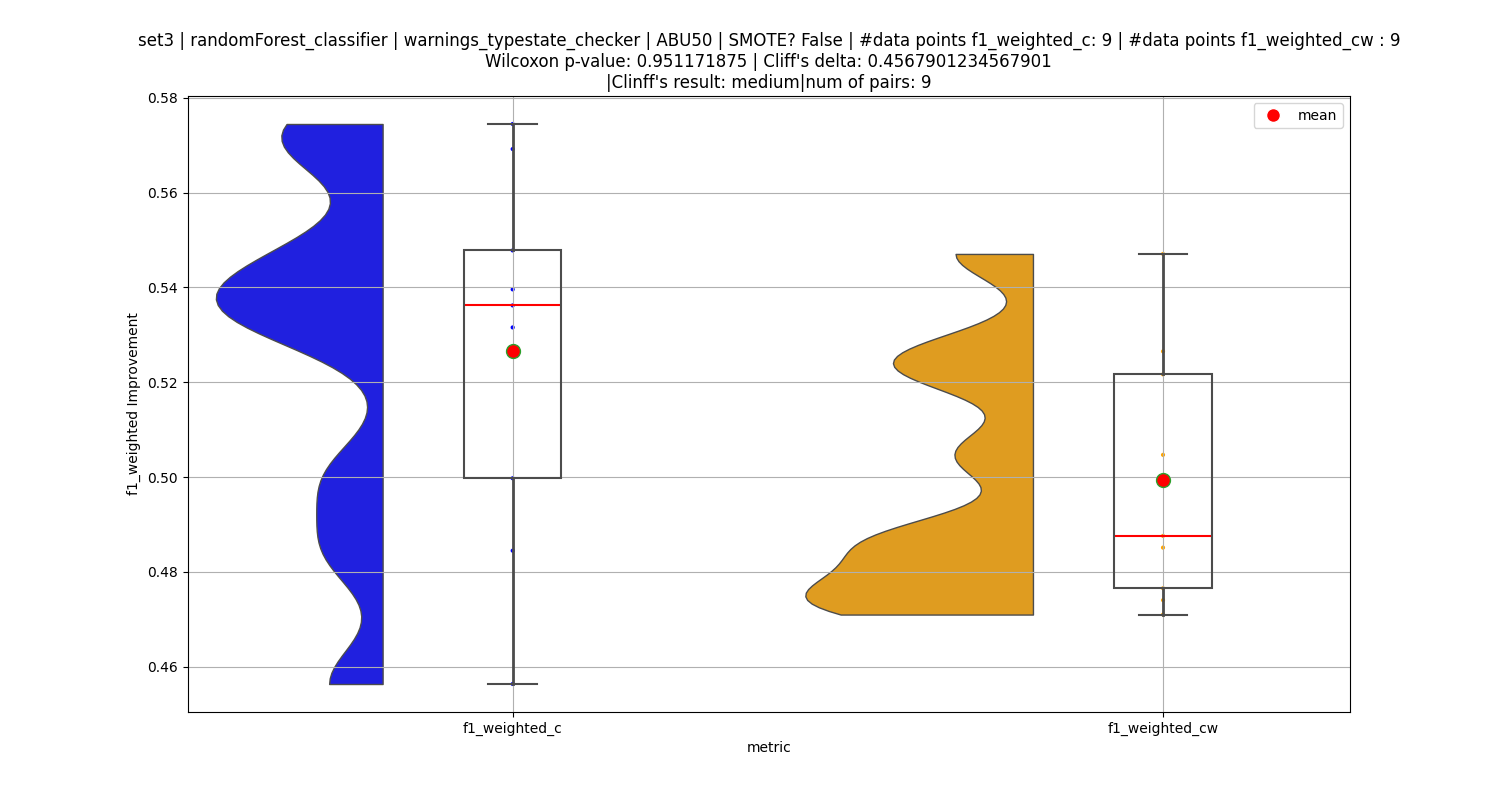 set3 | randomForest_classifier | warnings_typestate_checker | ABU50 | SMOTE? False | #data points f1_weighted_c: 9 | #data points f1_weighted_cw : 9
Wilcoxon p-value: 0.951171875 | Cliff's delta: 0.4567901234567901
|Clinff's result: medium|num of pairs: 9
mean
0.58
0.56
0.54
0.52
0.50
0.48
0.46
f1_weighted Improvement
f1_weighted_c
f1_weighted_cw
metric